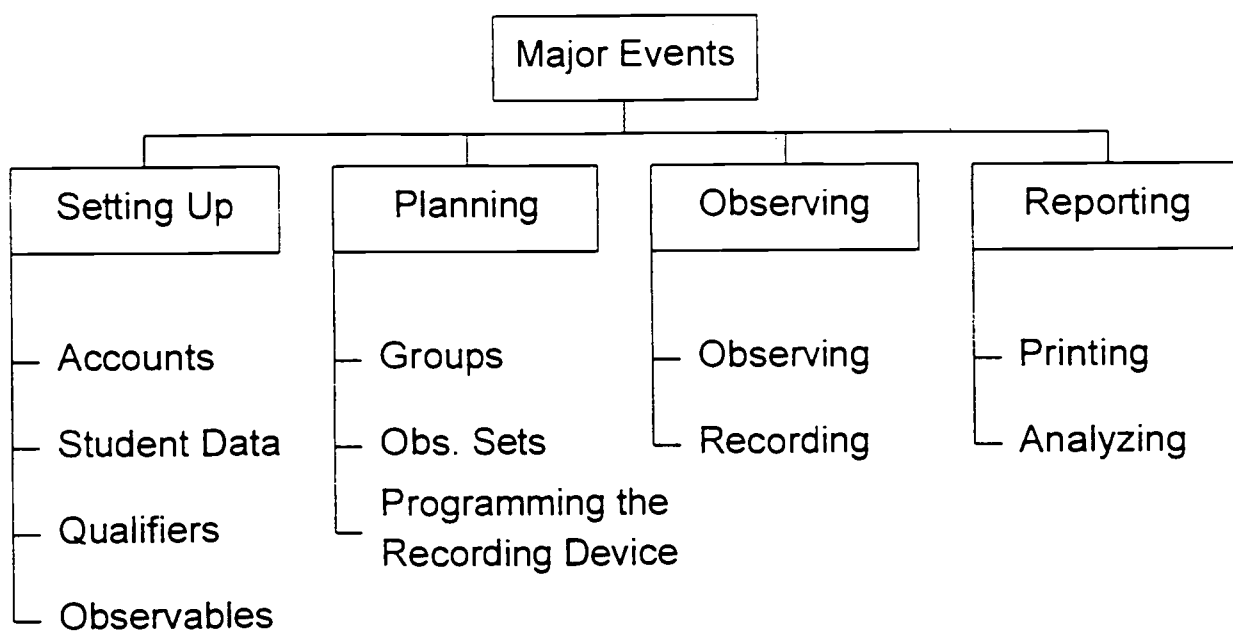 Major Events
Setting Up
Accounts
Student Data
Qualifiers
Observables
Planning
Groups
Obs. Sets
Programming the
Recording Device
Observing
Observing
Recording
Reporting
Printing
Analyzing